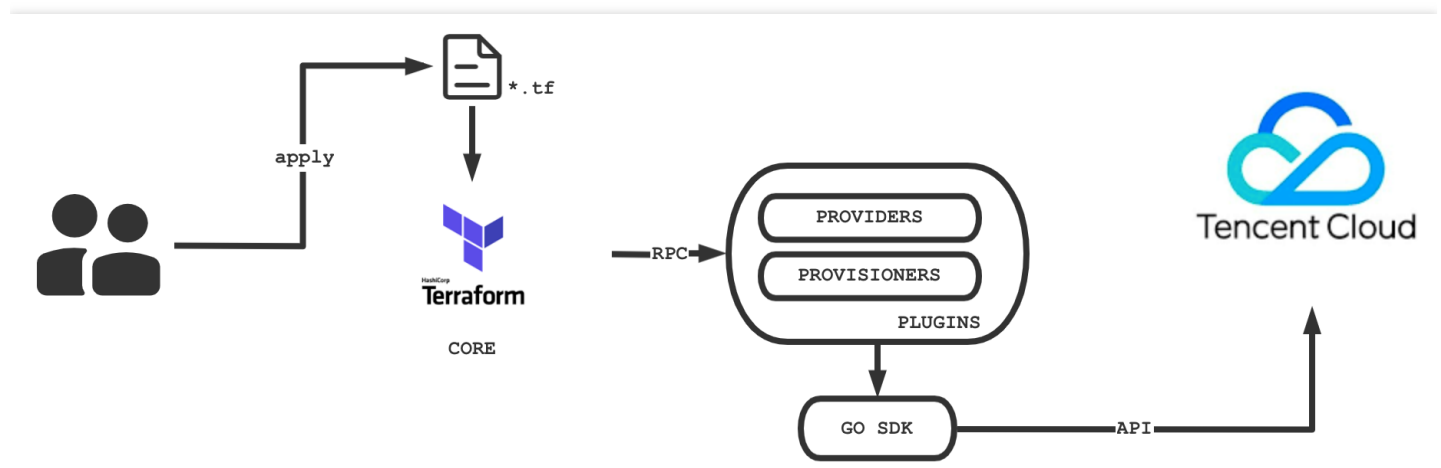 *.tf
apply
HashiCorp
Terraform
CORE
RPC
PROVIDERS
PROVISIONERS
PLUGINS
GO SDK
API
Tencent Cloud